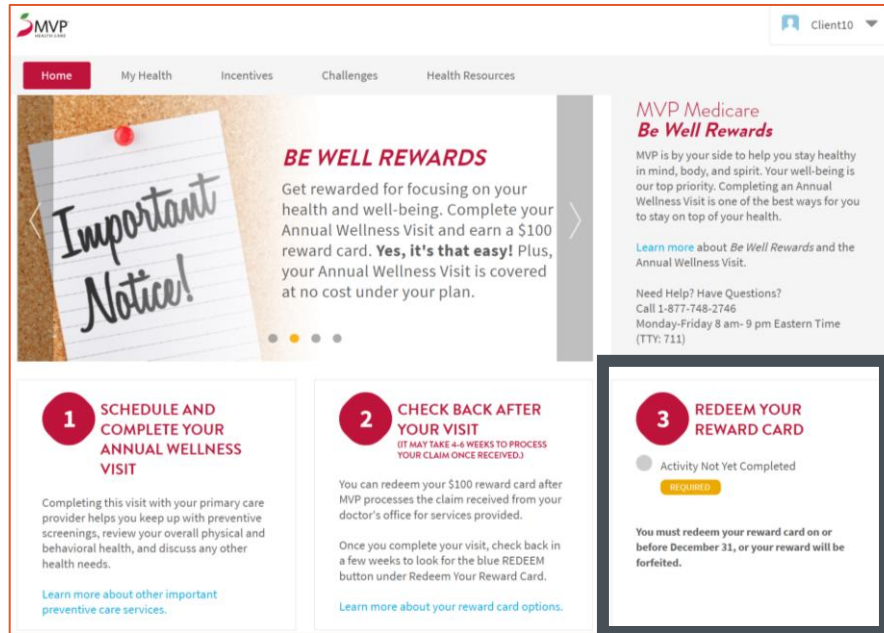 MVP
HEALTH CARE
Client10
Home
My Health
Incentives
Challenges
Health Resources
Important
Notice!
BE WELL REWARDS
Get rewarded for focusing on your
health and well-being. Complete your
Annual Wellness Visit and earn a $100
reward card. Yes, it's that easy! Plus,
your Annual Wellness Visit is covered
at no cost under your plan.
MVP Medicare
Be Well Rewards
MVP is by your side to help you stay healthy
in mind, body, and spirit. Your well-being is
our top priority. Completing an Annual
Wellness Visit is one of the best ways for you
to stay on top of your health.
Learn more about Be Well Rewards and the
Annual Wellness Visit.
Need Help? Have Questions?
Call 1-877-748-2746
Monday-Friday 8 am- 9 pm Eastern Time
(TTY: 711)
1
SCHEDULE AND
COMPLETE YOUR
ANNUAL WELLNESS
VISIT
Completing this visit with your primary care
provider helps you keep up with preventive
screenings, review your overall physical and
behavioral health, and discuss any other
health needs.
Learn more about other important
preventive care services.
2
CHECK BACK AFTER
YOUR VISIT
(IT MAY TAKE 4-6 WEEKS TO PROCESS
YOUR CLAIM ONCE RECEIVED.)
You can redeem your $100 reward card after
MVP processes the claim received from your
doctor's office for services provided.
Once you complete your visit, check back in
a few weeks to look for the blue REDEEM
button under Redeem Your Reward Card.
Learn more about your reward card options.
3
REDEEM YOUR
REWARD CARD
Activity Not Yet Completed
REQUIRED
You must redeem your reward card on or
before December 31, or your reward will be
forfeited.